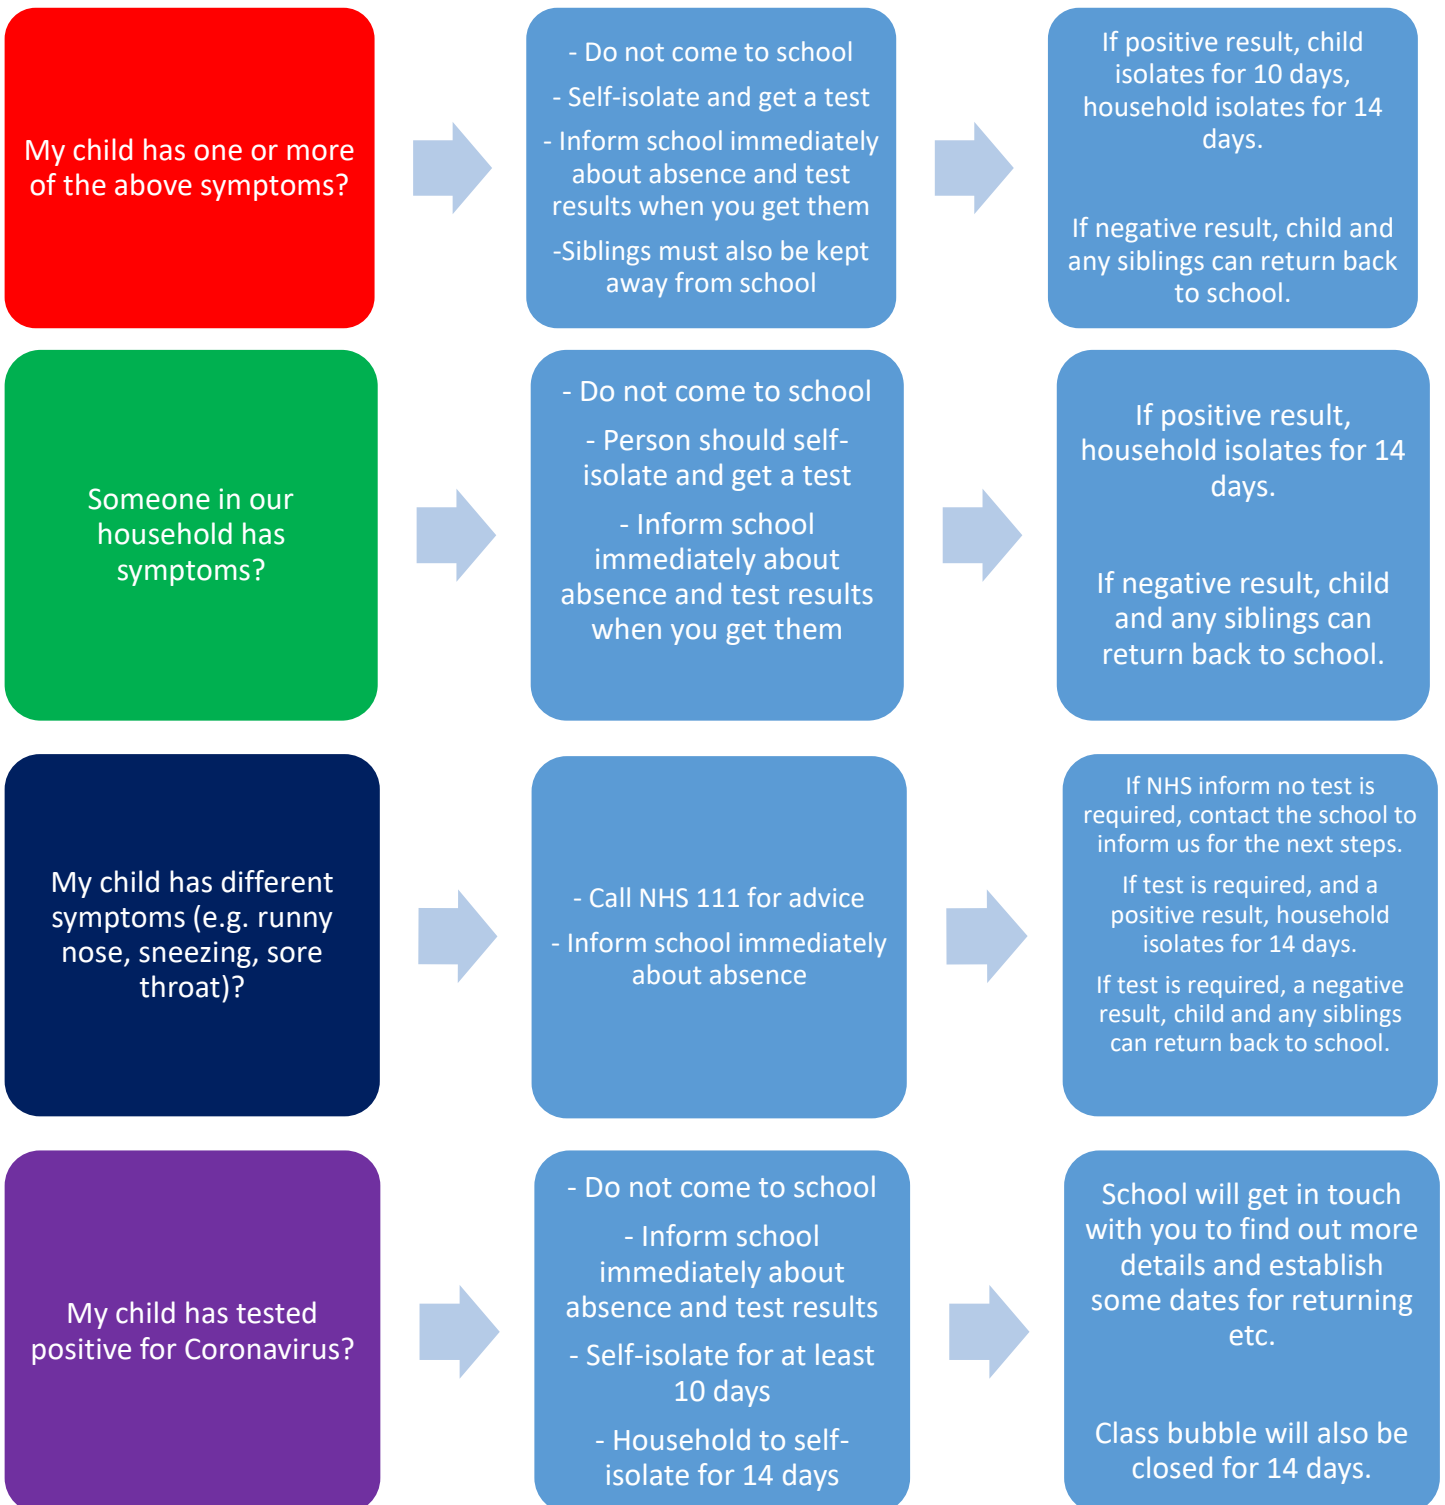 My child has one or more
of the above symptoms?
- Do not come to school
- Self-isolate and get a test
- Inform school immediately
about absence and test
results when you get them
-Siblings must also be kept
away from school
If positive result, child
isolates for 10 days,
household isolates for 14
days.
If negative result, child and
any siblings can return back
to school.
Someone in our
household has
symptoms?
- Do not come to school
- Person should self-
isolate and get a test
- Inform school
immediately about
absence and test results
when you get them
If positive result,
household isolates for 14
days.
If negative result, child
and any siblings can
return back to school.
My child has different
symptoms (e.g. runny
nose, sneezing, sore
throat)?
- Call NHS 111 for advice
- Inform school immediately
about absence
If NHS inform no test is
required, contact the school to
inform us for the next steps.
If test is required, and a
positive result, household
isolates for 14 days.
If test is required, a negative
result, child and any siblings
can return back to school.
My child has tested
positive for Coronavirus?
- Do not come to school
- Inform school
immediately about
absence and test results
- Self-isolate for at least
10 days
- Household to self-
isolate for 14 days
School will get in touch
with you to find out more
details and establish
some dates for returning
etc.
Class bubble will also be
closed for 14 days.